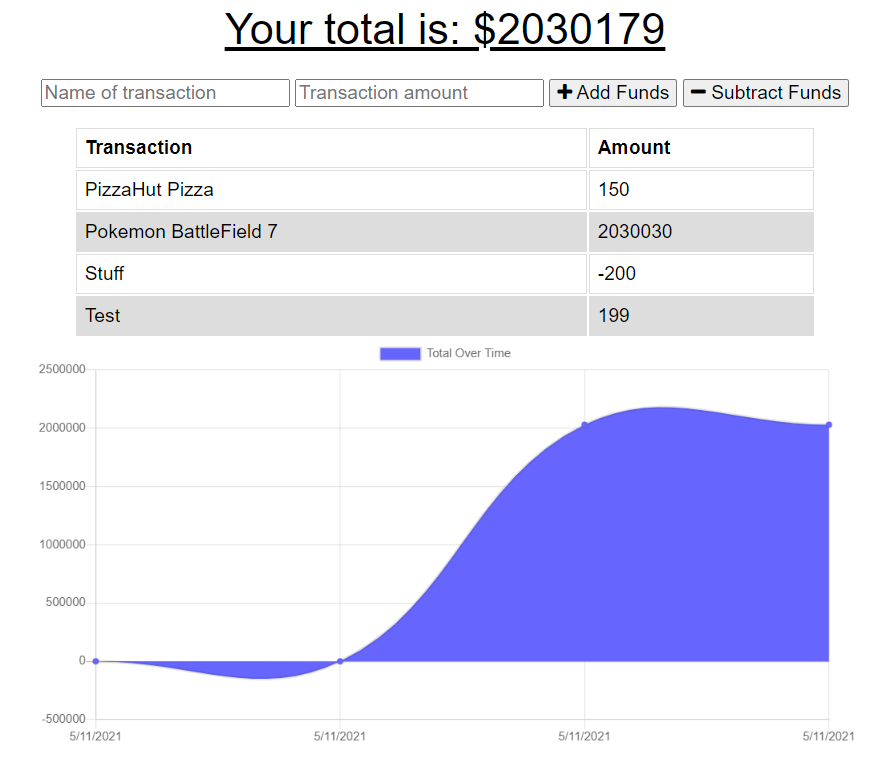 Your total is: $2030179
Name of transaction Transaction amount Add Funds Subtract Funds
Transaction Amount
PizzaHut Pizza 150
Pokemon BattleField 7 2030030
Stuff -200
Test 199
Total Over Time
2500000
2000000
1500000
1000000
500000
0
-500000
5/11/2021 5/11/2021 5/11/2021 5/11/2021